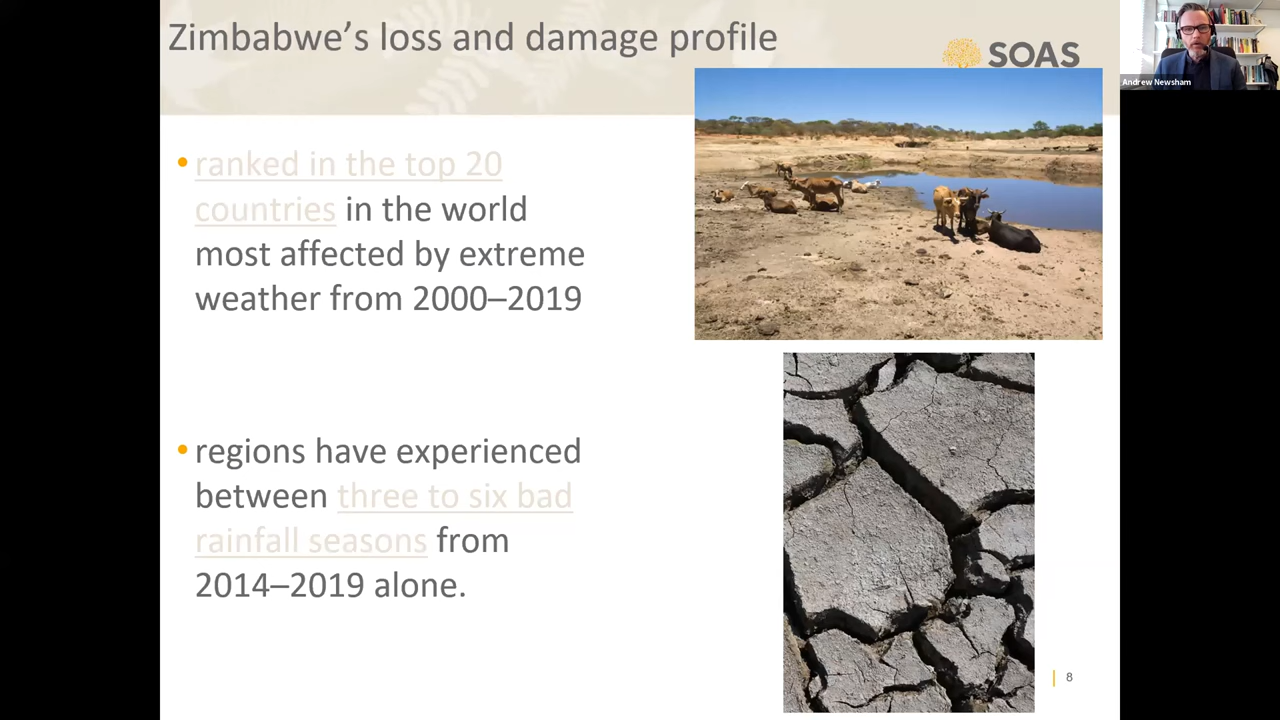 Zimbabwe's loss and damage profile
SOAS
Andrew Newsham
•ranked in the top 20
countries in the world
most affected by extreme
weather from 2000–2019
•regions have experienced
between three to six bad
rainfall seasons from
2014–2019 alone.
8